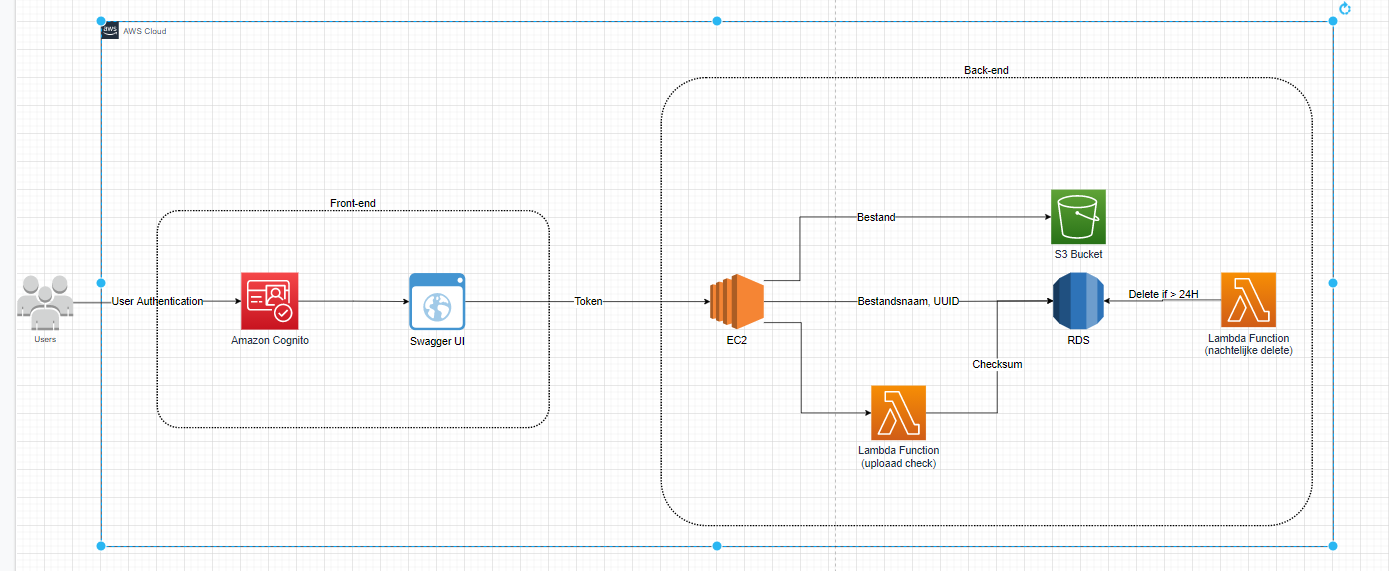 aws
AWS Cloud
Back-end
Front-end
Bestand
S3 Bucket
Users
User Authentication
Amazon Cognito
Swagger UI
Token
EC2
Bestandsnaam, UUID
RDS
Delete if > 24H
Lambda Function
(nachtelijke delete)
Checksum
Lambda Function
(uploaad check)